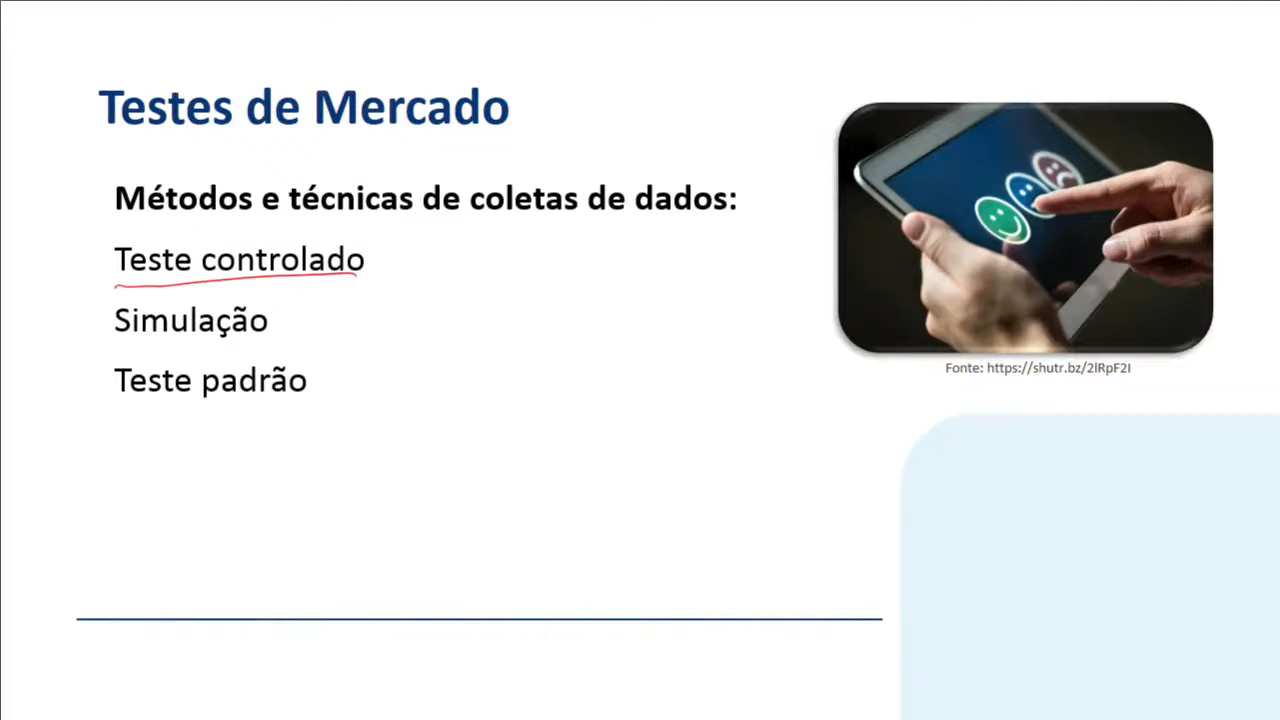 Testes de Mercado
Métodos e técnicas de coletas de dados:
Teste controlado
Simulação
Teste padrão
Fonte: https://shutr.bz/2lRpF2I